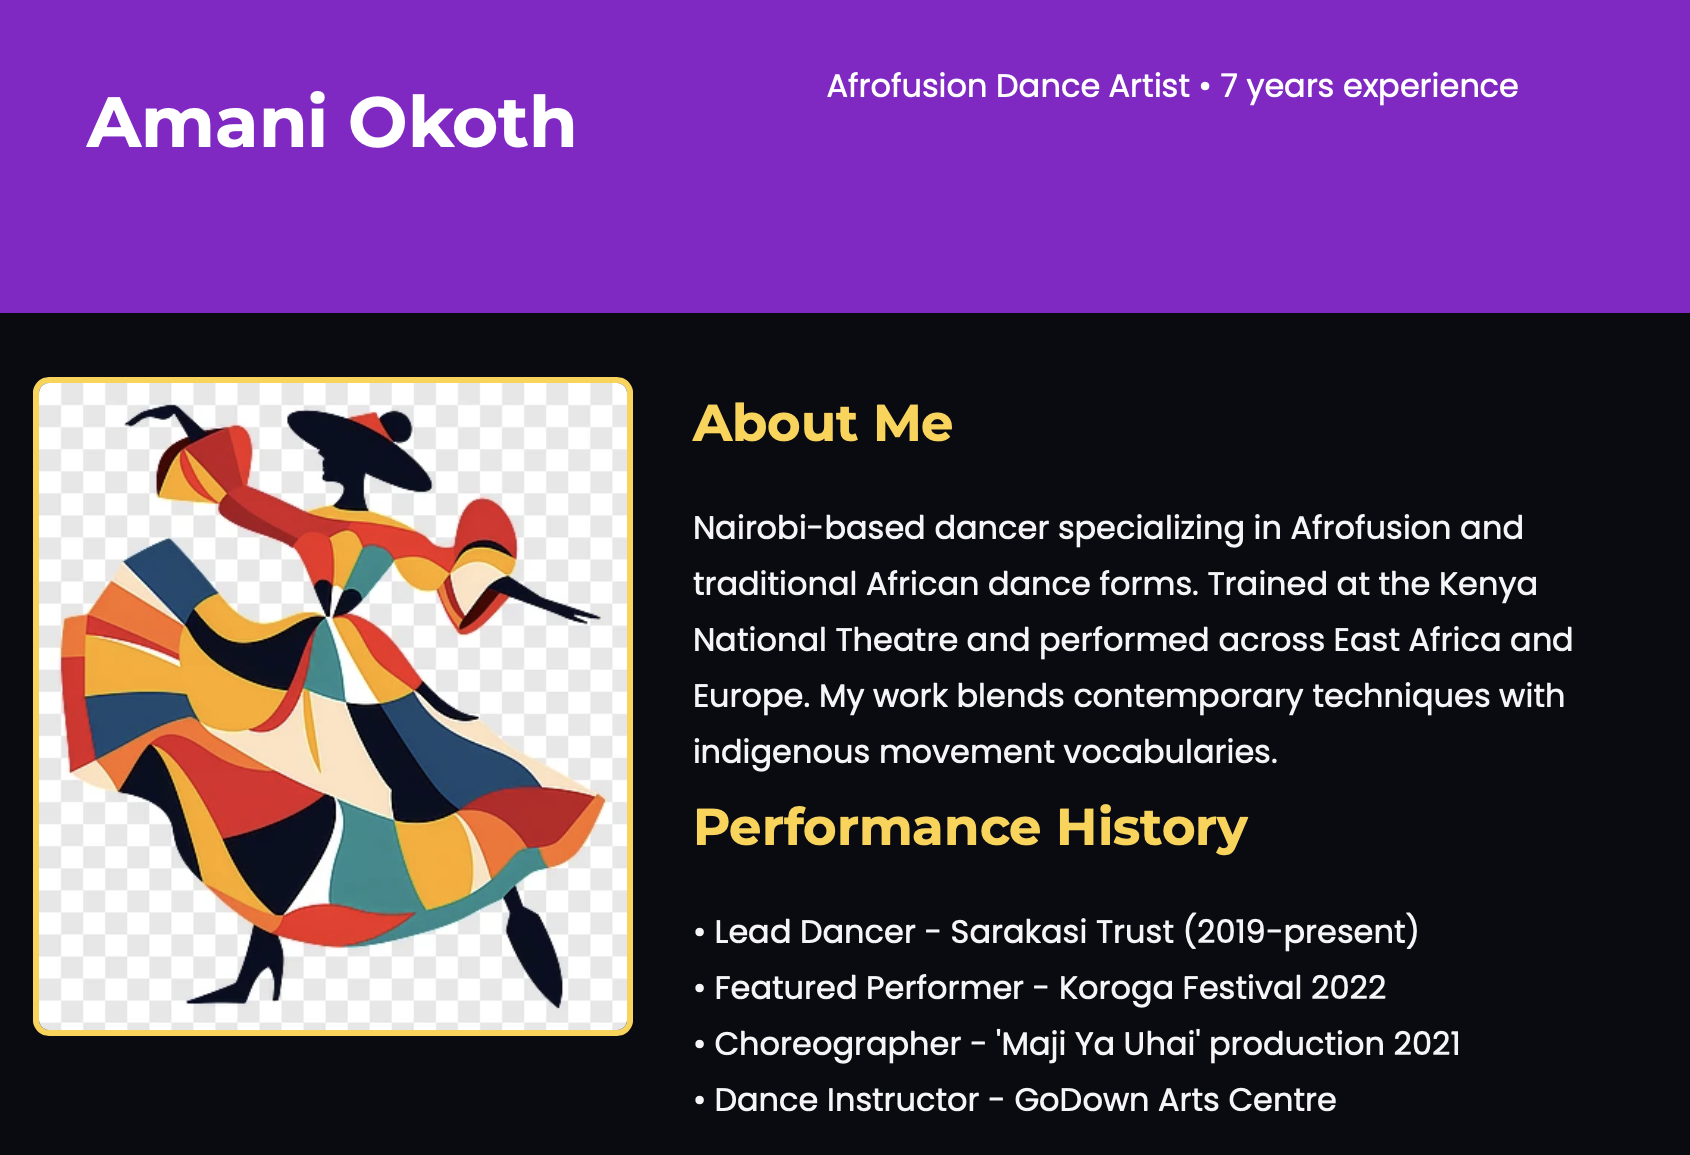 Amani Okoth
Afrofusion Dance Artist • 7 years experience
About Me
Nairobi-based dancer specializing in Afrofusion and
traditional African dance forms. Trained at the Kenya
National Theatre and performed across East Africa and
Europe. My work blends contemporary techniques with
indigenous movement vocabularies.
Performance History
• Lead Dancer - Sarakasi Trust (2019-present)
• Featured Performer - Koroga Festival 2022
• Choreographer - 'Maji Ya Uhai' production 2021
• Dance Instructor - GoDown Arts Centre